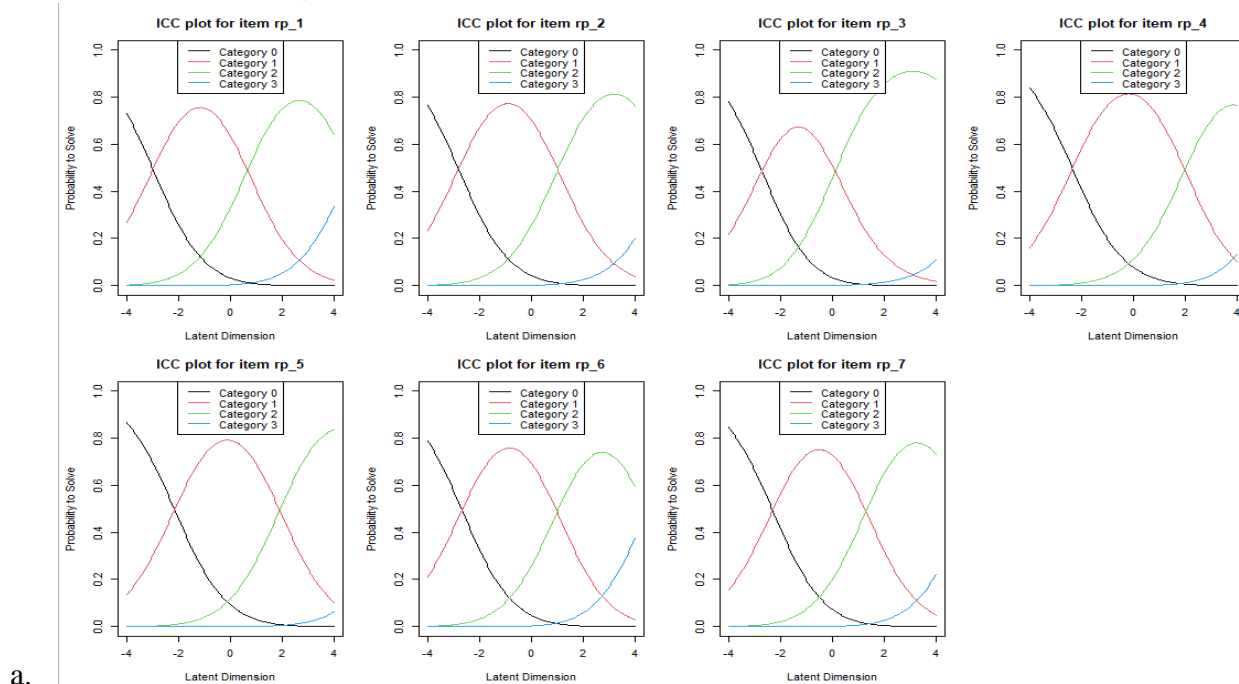 ICC plot for item rp_1
Category 0
Category 1
Category 2
Category 3
Probability to Solve
0.0 0.2 0.4 0.6 0.8 1.0
-4 -2 0 2 4
Latent Dimension
ICC plot for item rp_2
Category 0
Category 1
Category 2
Category 3
Probability to Solve
0.0 0.2 0.4 0.6 0.8 1.0
-4 -2 0 2 4
Latent Dimension
ICC plot for item rp_3
Category 0
Category 1
Category 2
Category 3
Probability to Solve
0.0 0.2 0.4 0.6 0.8 1.0
-4 -2 0 2 4
Latent Dimension
ICC plot for item rp_4
Category 0
Category 1
Category 2
Category 3
Probability to Solve
0.0 0.2 0.4 0.6 0.8 1.0
-4 -2 0 2 4
Latent Dimension
ICC plot for item rp_5
Category 0
Category 1
Category 2
Category 3
Probability to Solve
0.0 0.2 0.4 0.6 0.8 1.0
-4 -2 0 2 4
Latent Dimension
ICC plot for item rp_6
Category 0
Category 1
Category 2
Category 3
Probability to Solve
0.0 0.2 0.4 0.6 0.8 1.0
-4 -2 0 2 4
Latent Dimension
ICC plot for item rp_7
Category 0
Category 1
Category 2
Category 3
Probability to Solve
0.0 0.2 0.4 0.6 0.8 1.0
-4 -2 0 2 4
Latent Dimension
a.